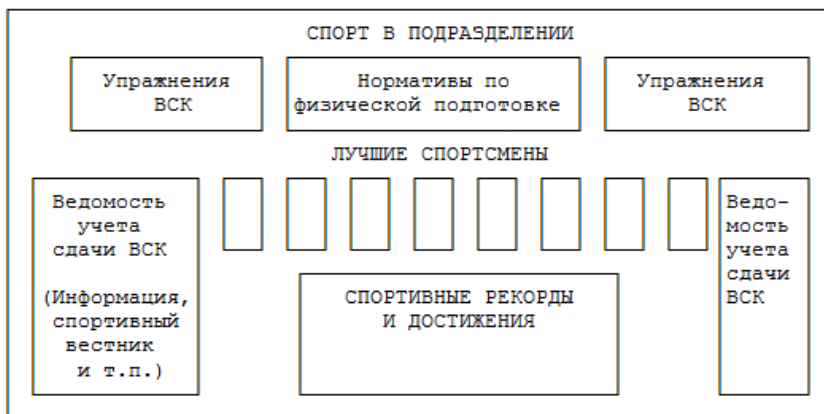 СПОРТ В ПОДРАЗДЕЛЕНИИ
Упражнения
ВСК
Нормативы по
физической подготовке
Упражнения
ВСК
ЛУЧШИЕ СПОРТСМЕНЫ
Ведомость
учета
сдачи ВСК
(Информация,
спортивный
вестник
и т.п.)
СПОРТИВНЫЕ РЕКОРДЫ
И ДОСТИЖЕНИЯ
Ведо-
мость
учета
сдачи
ВСК